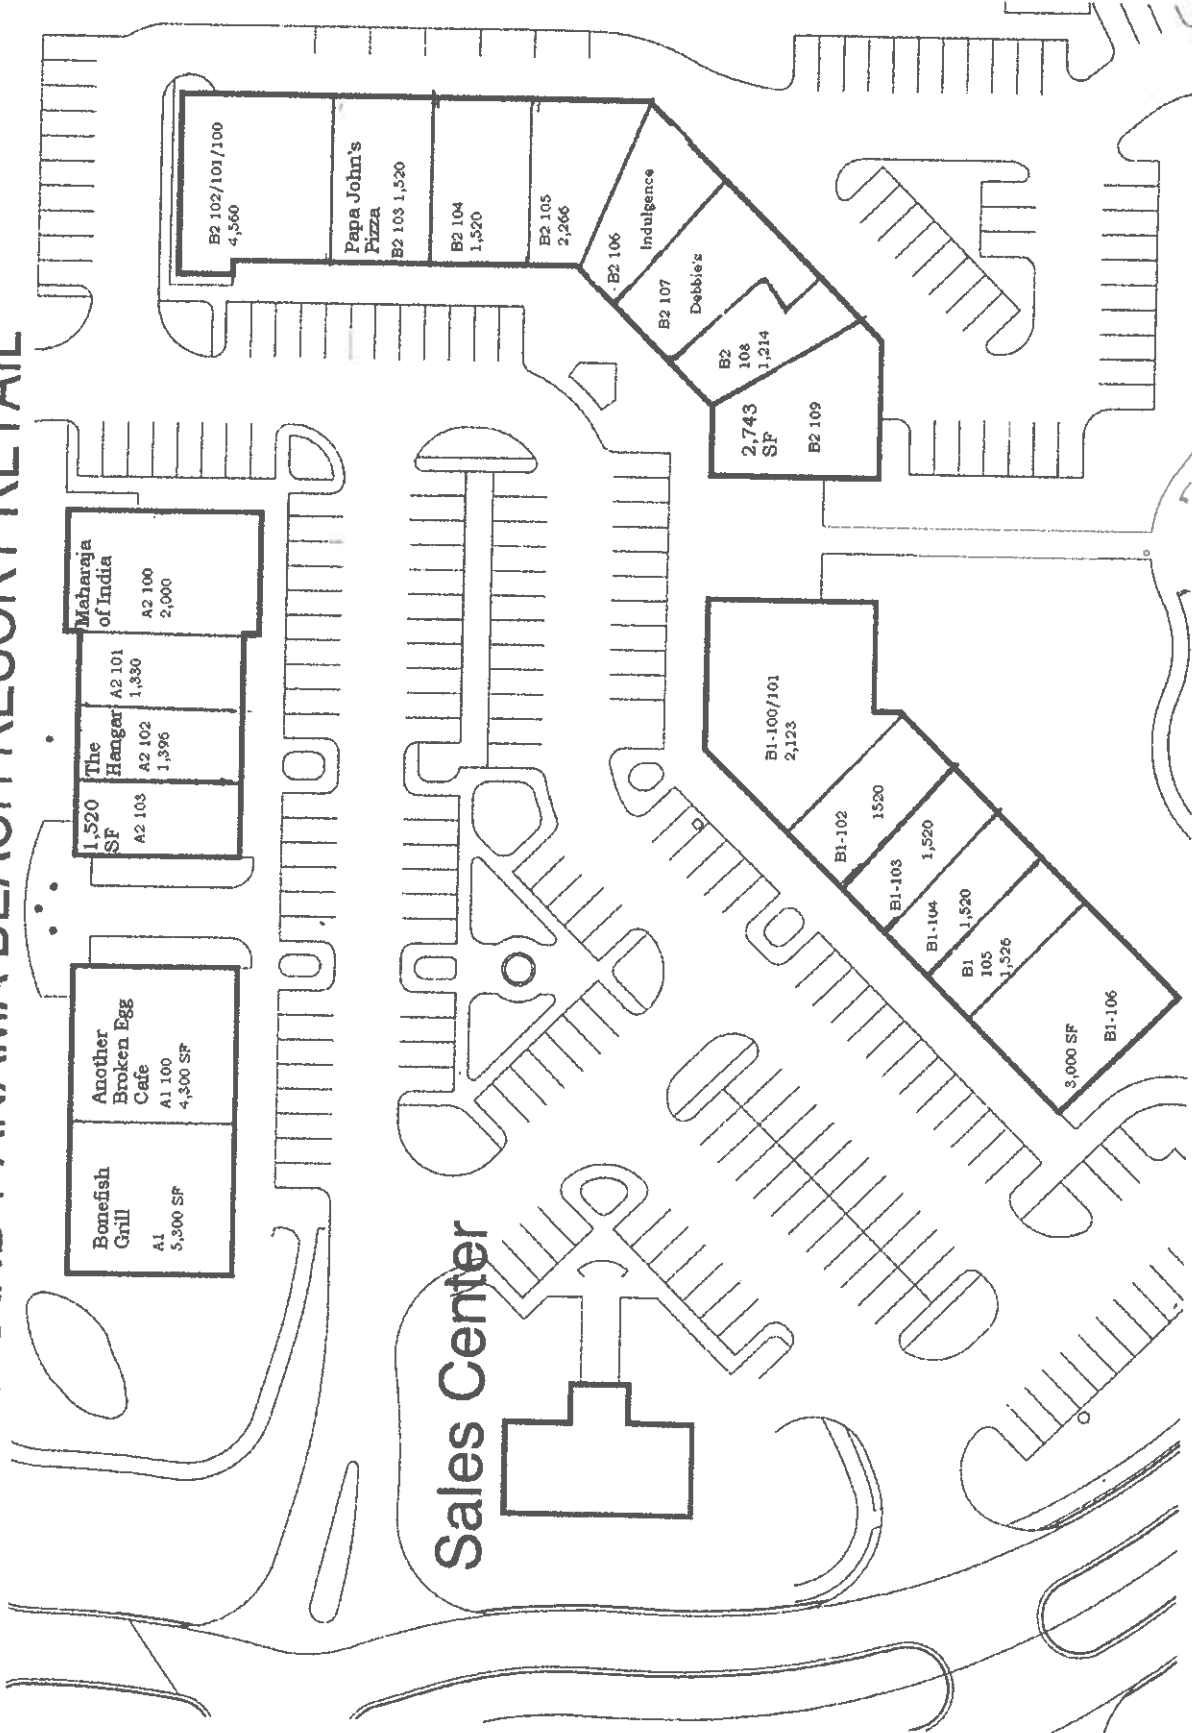 PANAMA BEACH RESORT RETAIL
Bonefish
Grill
A1
5,300 SF
Another
Broken Egg
Cafe
A1 100
4,300 SF
1,520
SF
A2 103
The
Hangar
A2 102
1,396
A2 101
1,330
Maharaja
of India
A2 100
2,000
B2 102/101/100
4,560
Papa John's
Pizza
B2 103 1,520
B2 104
1,520
B2 105
2,266
B2 106
Indulgence
B2 107
Debbie's
B2
108
1,214
2,743
SF
B2 109
Sales Center
B1-100/101
2,123
B1-102
1520
B1-103
1,520
B1-104
1,520
B1
105
1,526
3,000 SF
B1-106